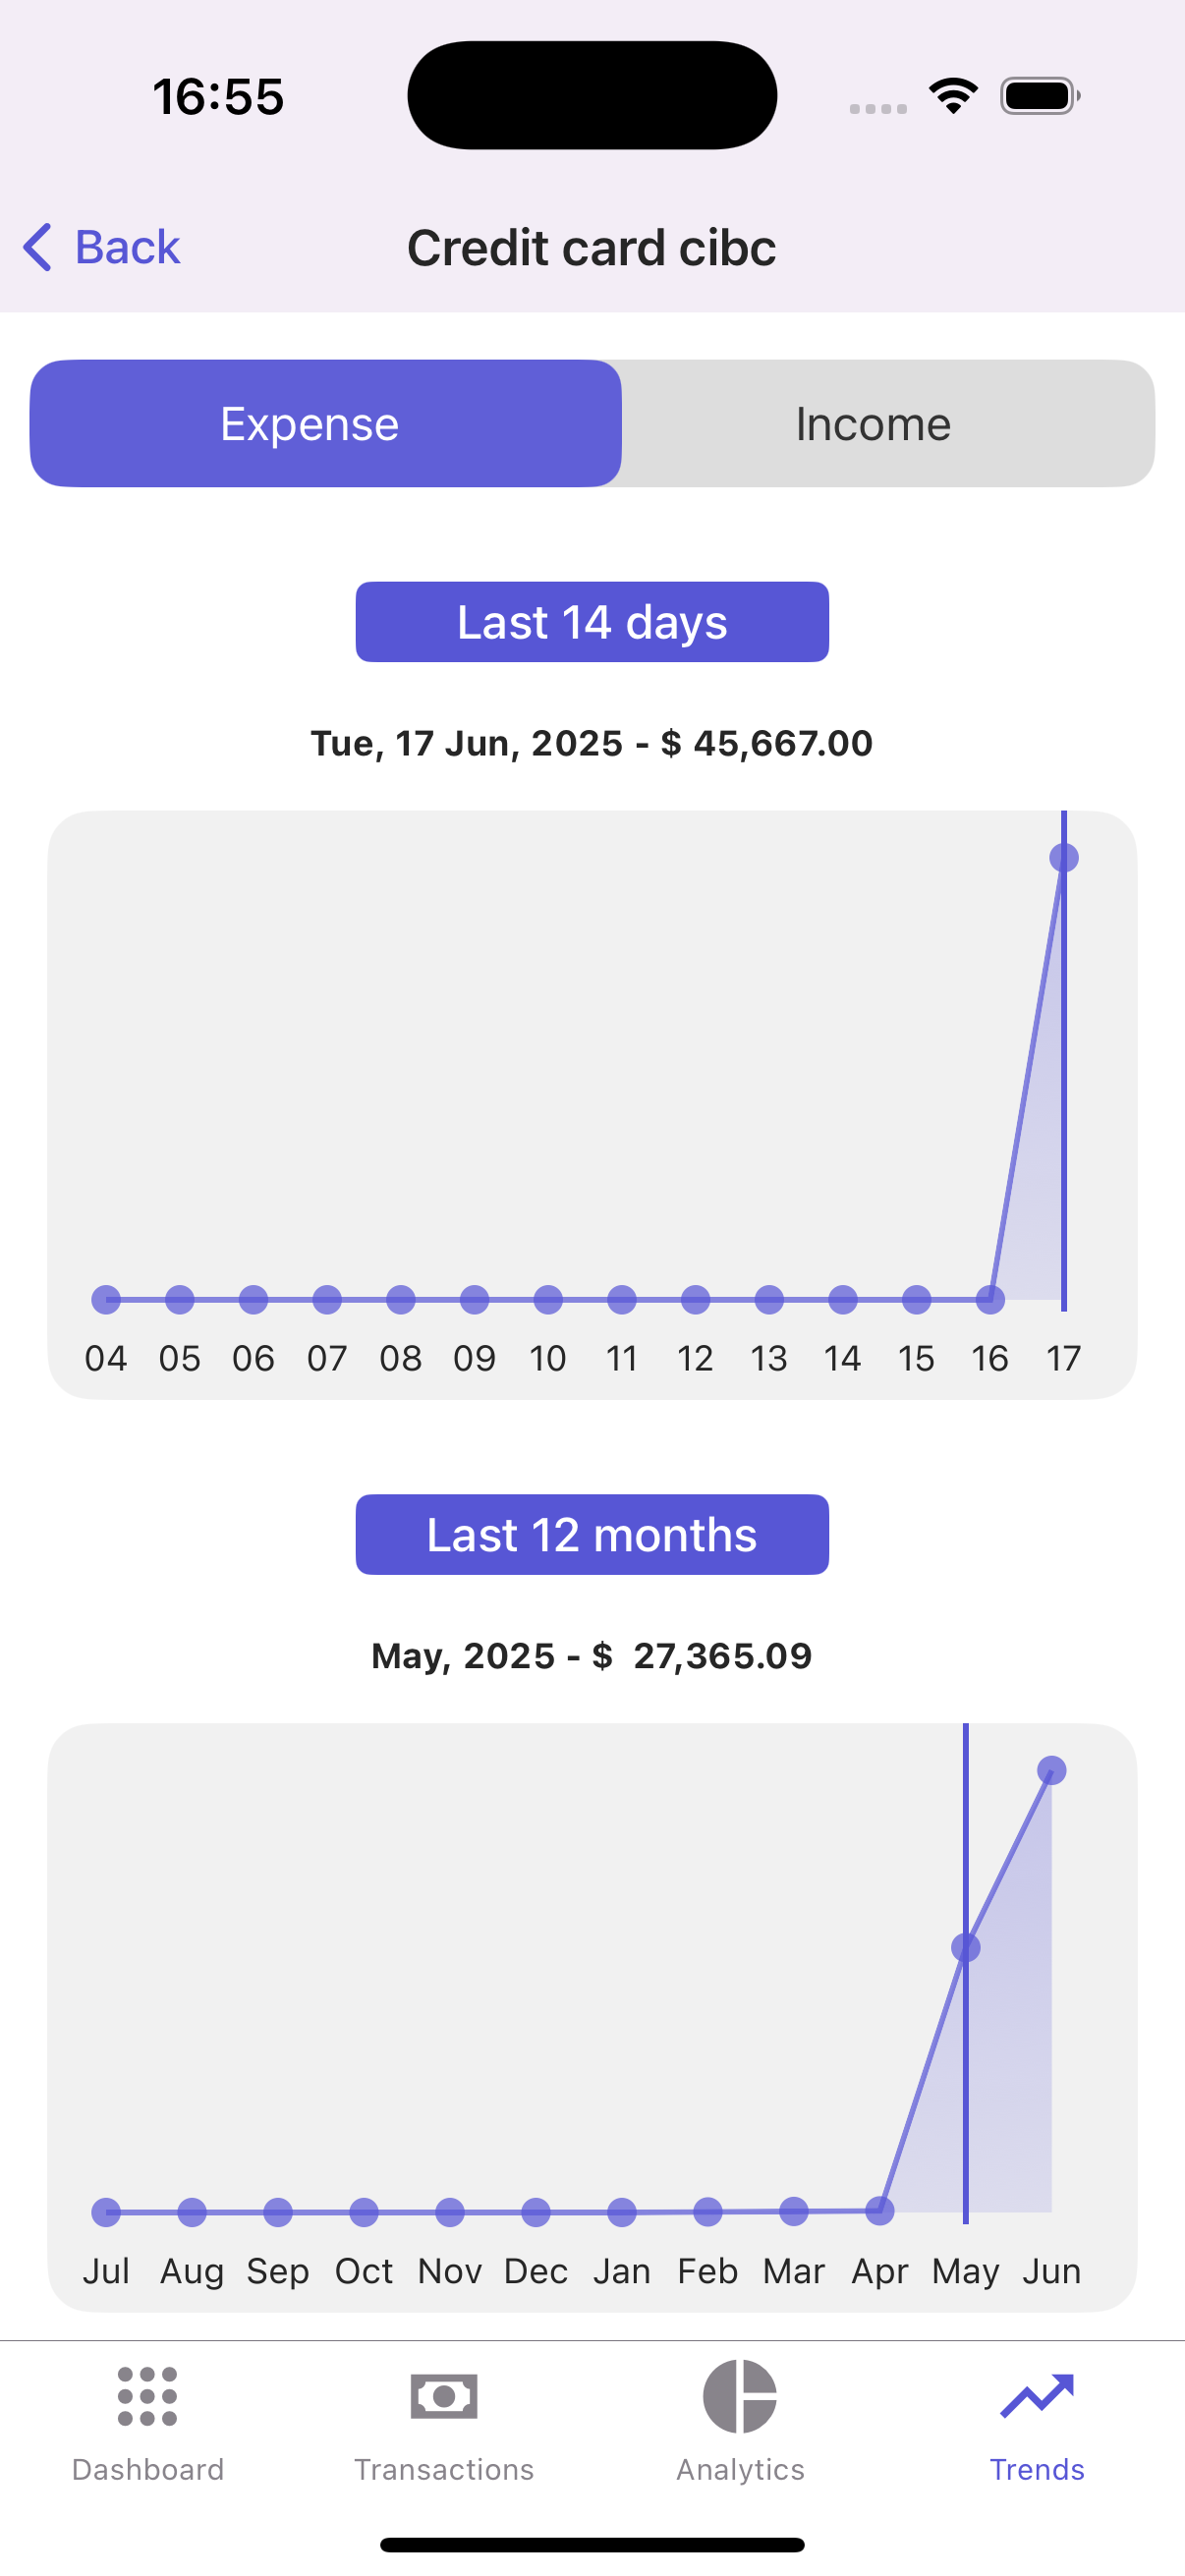 16:55
Back
Credit card cibc
Expense Income
Last 14 days
Tue, 17 Jun, 2025 - $ 45,667.00
04 05 06 07 08 09 10 11 12 13 14 15 16 17
Last 12 months
May, 2025 - $ 27,365.09
Jul Aug Sep Oct Nov Dec Jan Feb Mar Apr May Jun
Dashboard Transactions Analytics Trends